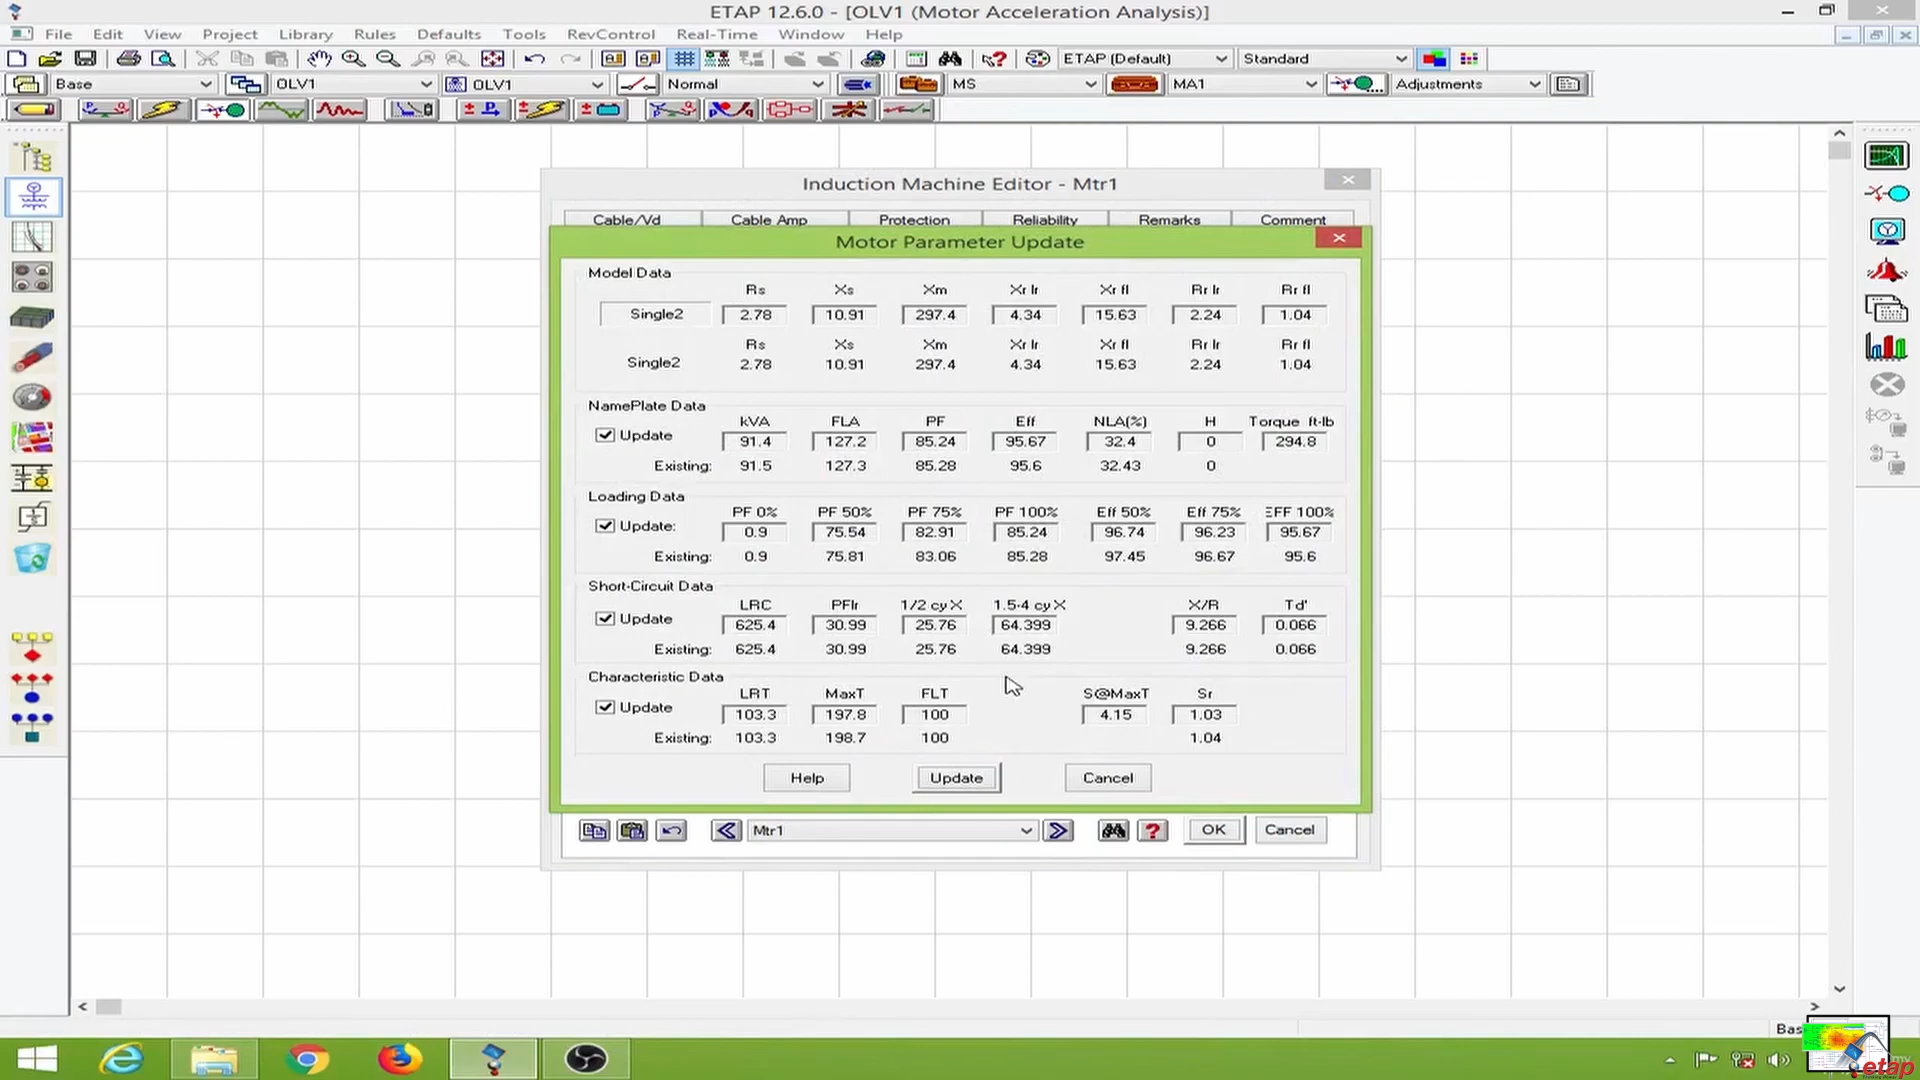 ETAP 12.6.0 - [OLV1 (Motor Acceleration Analysis)]
File Edit View Project Library Rules Defaults Tools RevControl Real-Time Window Help
ETAP (Default) Standard
Base OLV1 OLV1 Normal MS MA1 Adjustments
Induction Machine Editor - Mtr1
Cable/Vd Cable Amp Protection Reliability Remarks Comment
Motor Parameter Update
Model Data
Rs Xs Xm Xr lr Xr fl Rr lr Rr fl
Single2 2.78 10.91 297.4 4.34 15.63 2.24 1.04
Rs Xs Xm Xr lr Xr fl Rr lr Rr fl
Single2 2.78 10.91 297.4 4.34 15.63 2.24 1.04
NamePlate Data
kVA FLA PF Eff NLA(%) H Torque ft-lb
Update 91.4 127.2 85.24 95.67 32.4 0 294.8
Existing: 91.5 127.3 85.28 95.6 32.43 0
Loading Data
PF 0% PF 50% PF 75% PF 100% Eff 50% Eff 75% EFF 100%
Update: 0.9 75.54 82.91 85.24 96.74 96.23 95.67
Existing: 0.9 75.81 83.06 85.28 97.45 96.67 95.6
Short-Circuit Data
LRC PFlr 1/2 cy X 1.5-4 cy X X/R Td'
Update 625.4 30.99 25.76 64.399 9.266 0.066
Existing: 625.4 30.99 25.76 64.399 9.266 0.066
Characteristic Data
LRT MaxT FLT S@MaxT Sr
Update 103.3 197.8 100 4.15 1.03
Existing: 103.3 198.7 100 1.04
Help Update Cancel
Mtr1 OK Cancel
Bas
etap